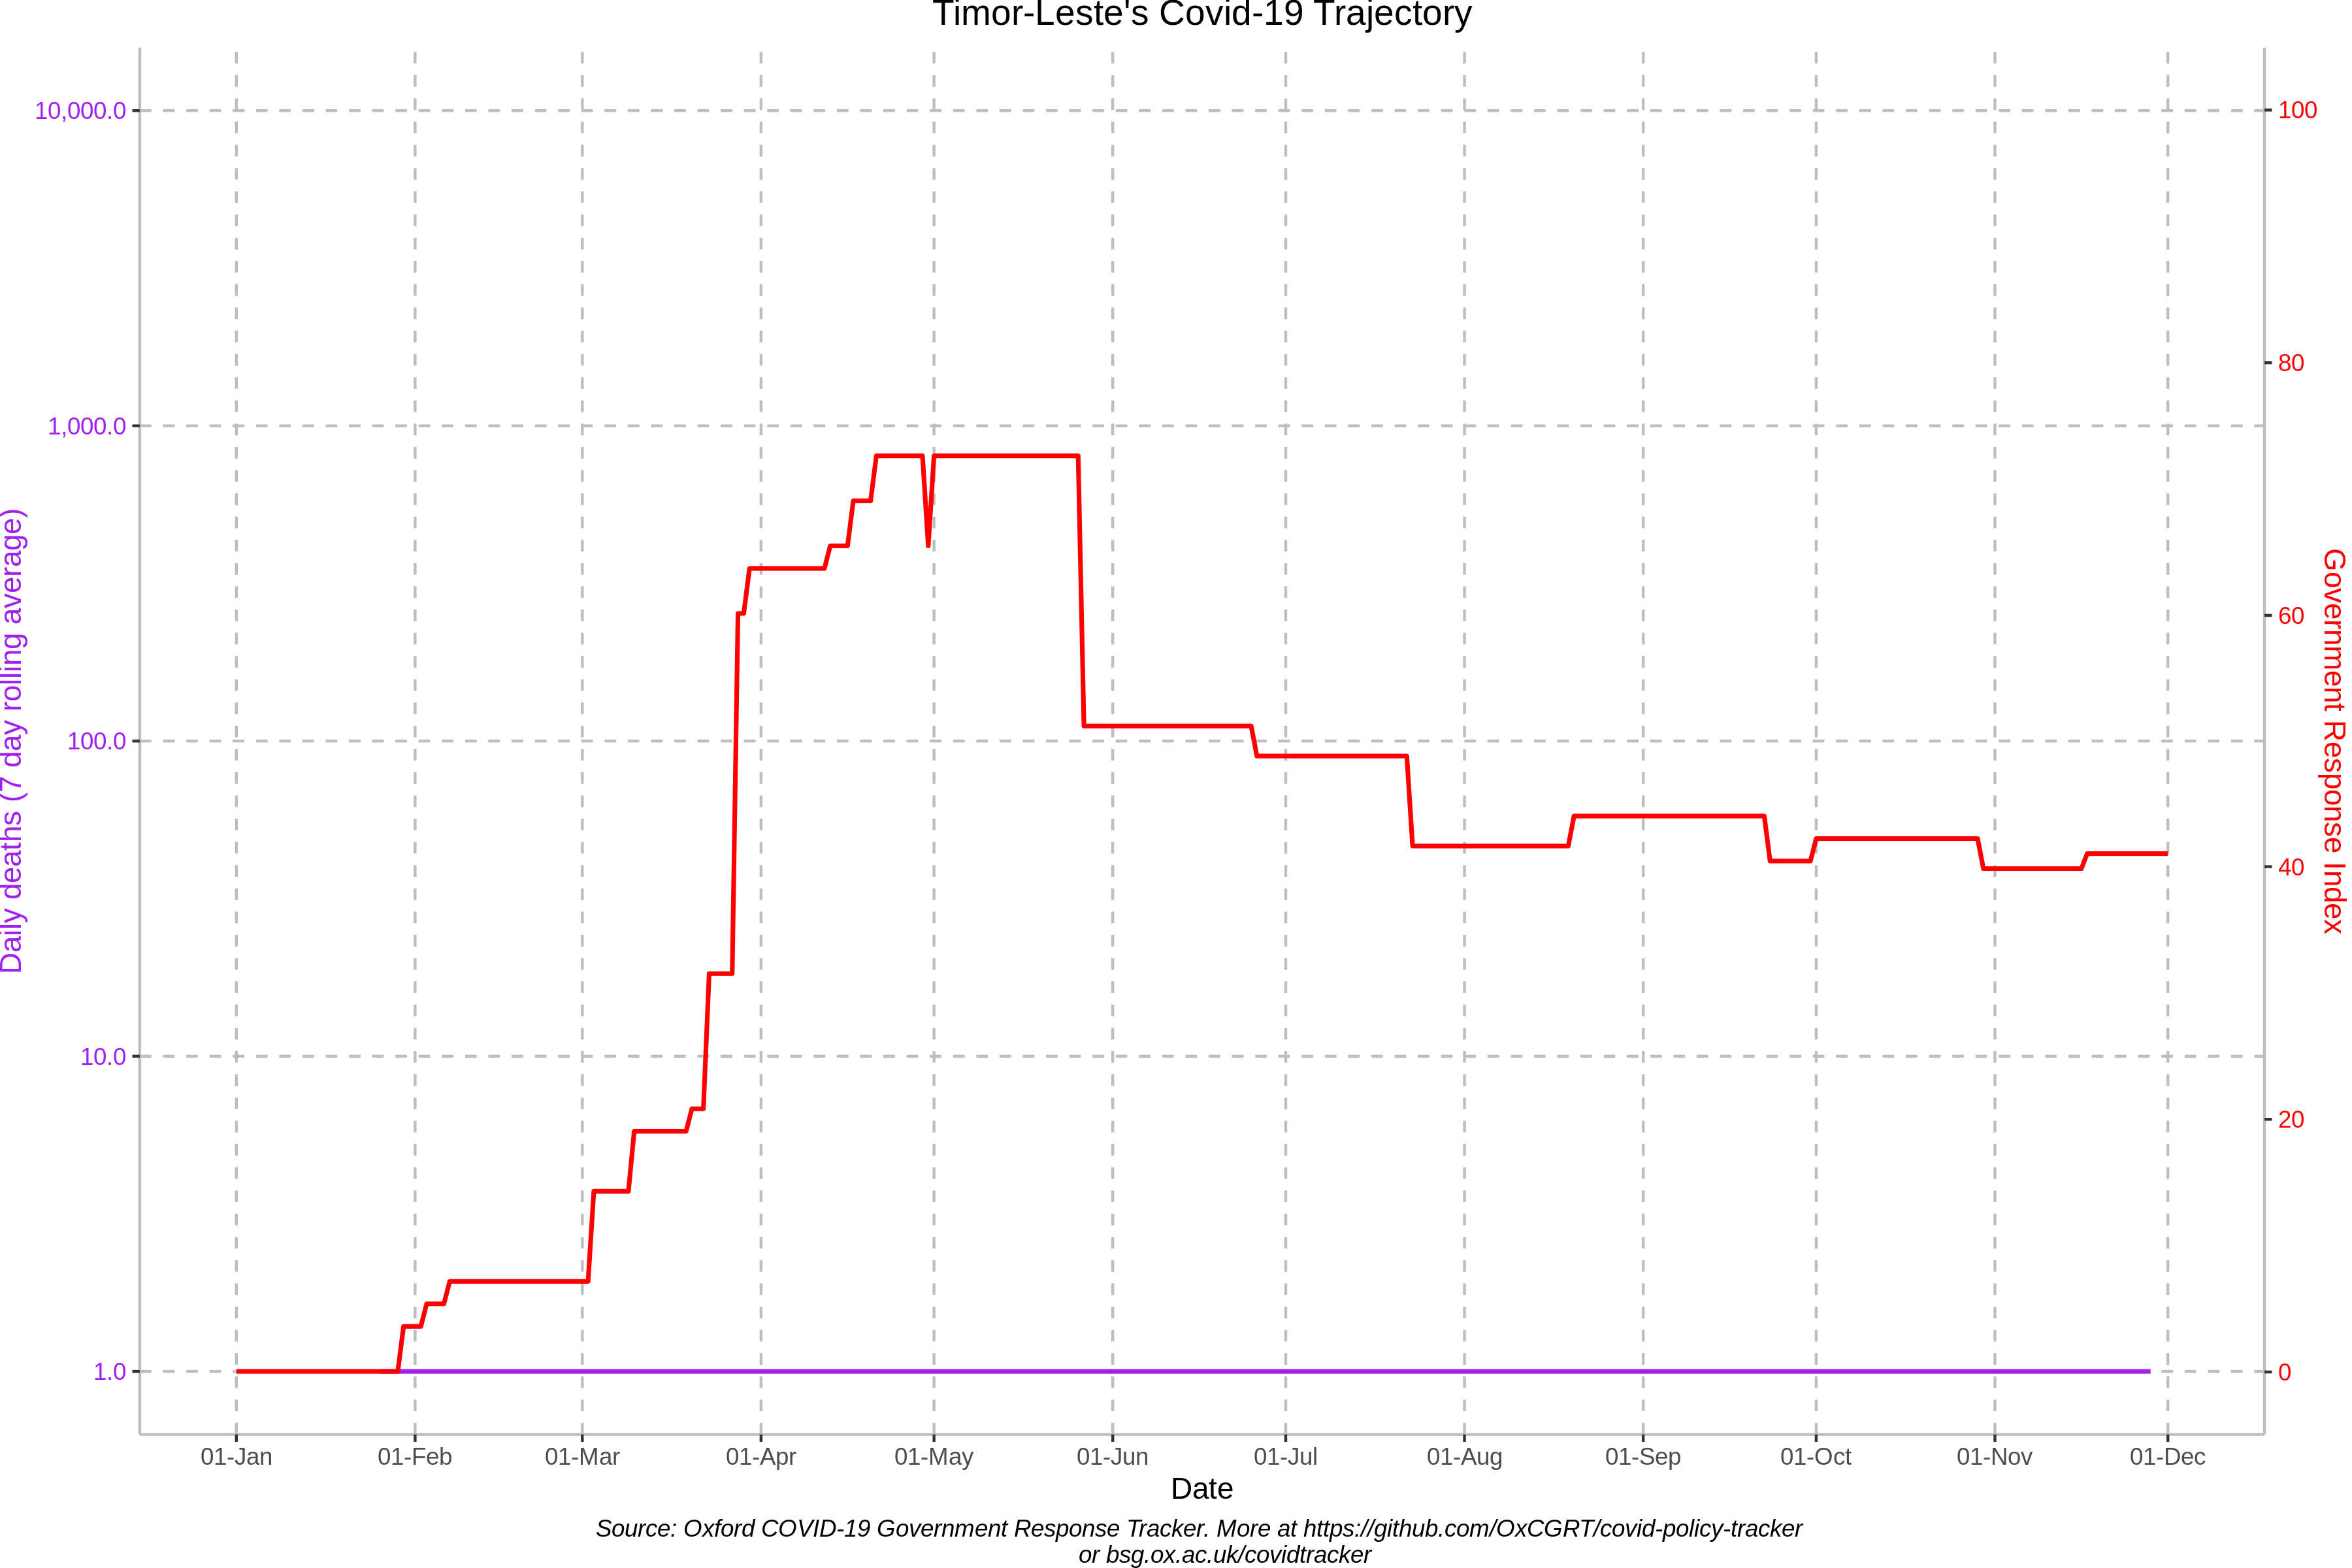 Timor-Leste's Covid-19 Trajectory
10,000.0
1,000.0
100.0
10.0
1.0
Daily deaths (7 day rolling average)
100
80
60
40
20
0
Government Response Index
01-Jan 01-Feb 01-Mar 01-Apr 01-May 01-Jun 01-Jul 01-Aug 01-Sep 01-Oct 01-Nov 01-Dec
Date
Source: Oxford COVID-19 Government Response Tracker. More at https://github.com/OxCGRT/covid-policy-tracker
or bsg.ox.ac.uk/covidtracker